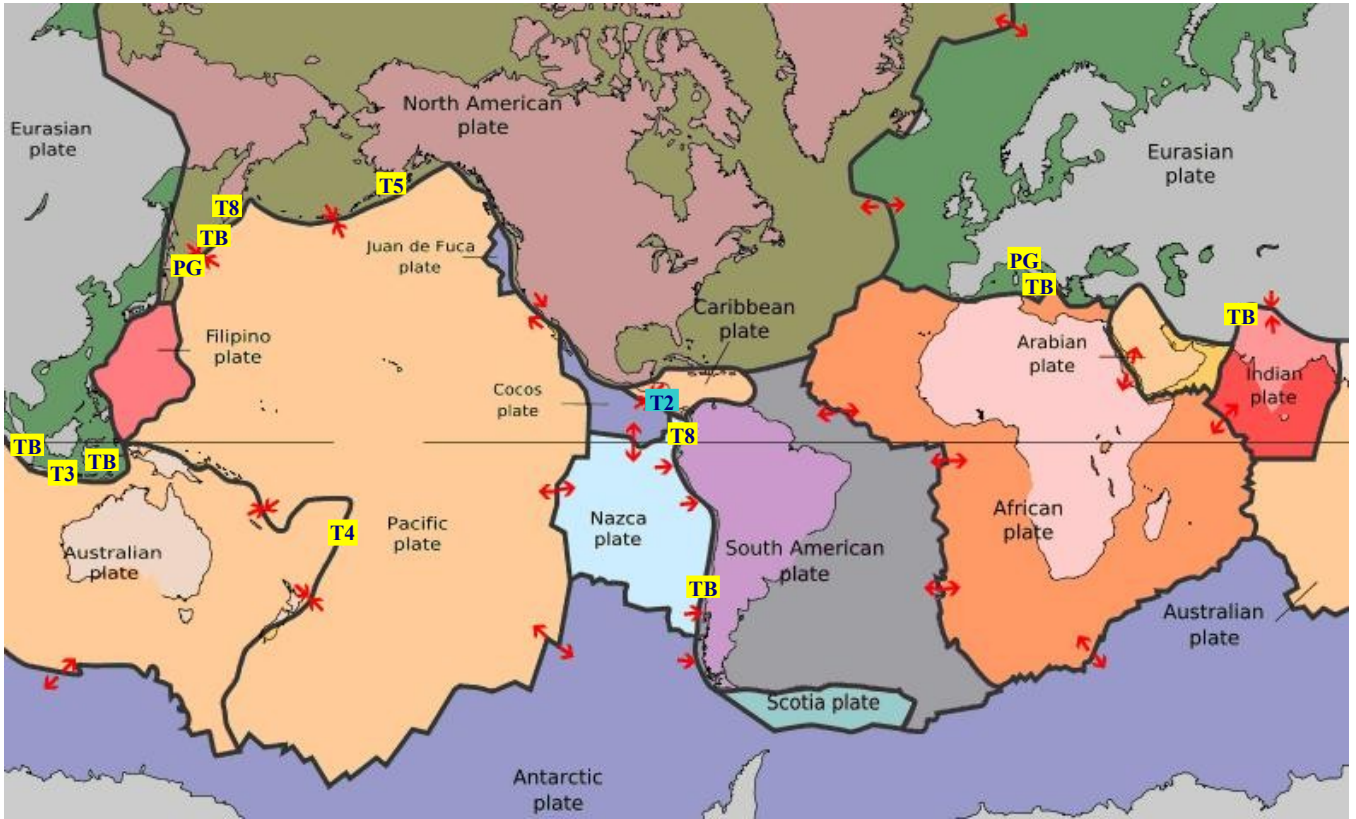 North American
plate
Eurasian
plate
Eurasian
plate
T5
T8
TB
PG
Juan de Fuca
plate
PG
TB
Caribbean
plate
TB
Filipino
plate
Arabian
plate
Indian
plate
Cocos
plate
T2
T8
TB
T3
TB
Nazca
plate
Pacific
plate
T4
African
plate
South American
plate
Australian
plate
TB
Australian
plate
Scotia plate
Antarctic
plate